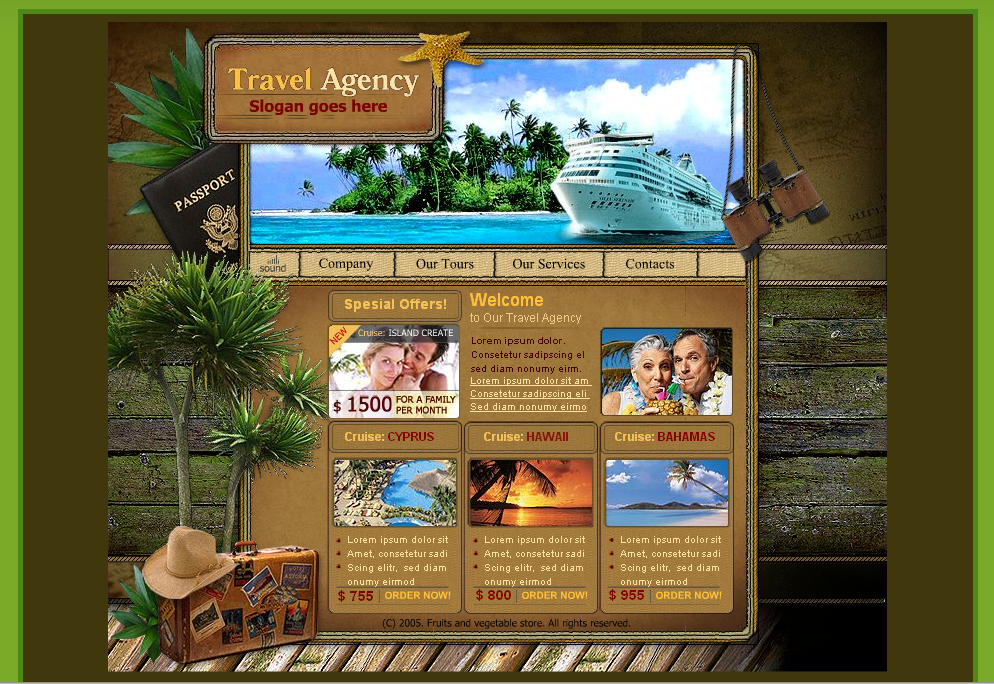 Travel Agency
Slogan goes here
PASSPORT
sound
Company
Our Tours
Our Services
Contacts
Spesial Offers!
NEW
Cruise: ISLAND CREATE
$ 1500 FOR A FAMILY
PER MONTH
Welcome
to Our Travel Agency
Lorem ipsum dolor.
Consetetur sadipscing el
sed diam nonumy eirm.
Lorem ipsum dolor sit am
Consetetur sadipscing eli
Sed diam nonumy eirmo
Cruise: CYPRUS
Lorem ipsum dolor sit
Amet, consetetur sadi
Scing elitr, sed diam
onumy eirmod
$ 755 ORDER NOW!
Cruise: HAWAII
Lorem ipsum dolor sit
Amet, consetetur sadi
Scing elitr, sed diam
onumy eirmod
$ 800 ORDER NOW!
Cruise: BAHAMAS
Lorem ipsum dolor sit
Amet, consetetur sadi
Scing elitr, sed diam
onumy eirmod
$ 955 ORDER NOW!
(C) 2005. Fruits and vegetable store. All rights reserved.